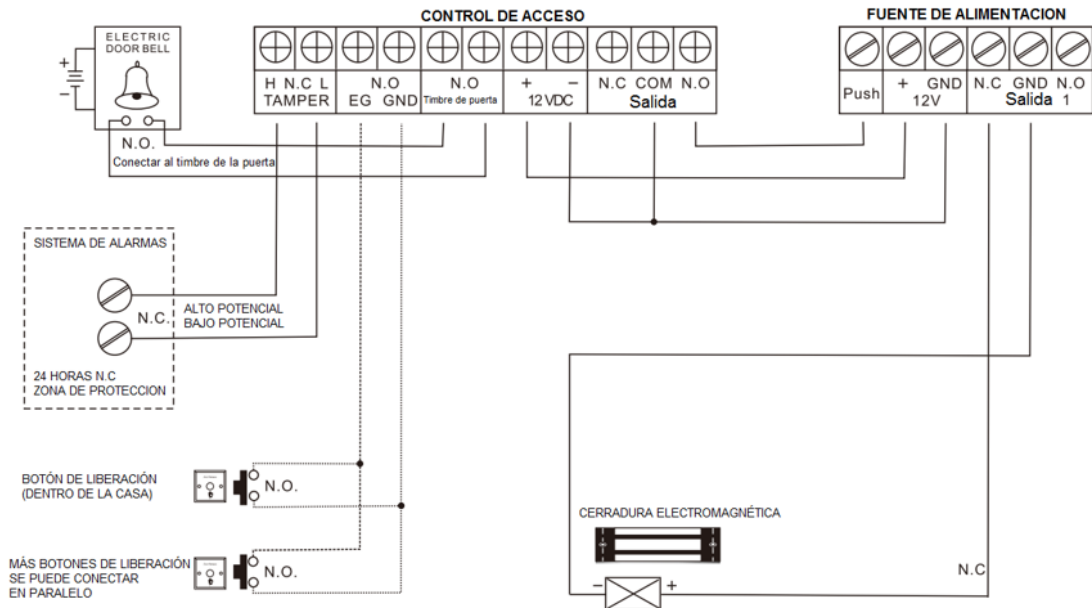 CONTROL DE ACCESO
FUENTE DE ALIMENTACION
ELECTRIC
DOOR BELL
+
−
N.O.
Conectar al timbre de la puerta
H N.C L
TAMPER
N.O
EG GND
N.O
Timbre de puerta
+ −
12VDC
N.C COM N.O
Salida
Push
+ GND
12V
N.C GND N.O
Salida 1
SISTEMA DE ALARMAS
N.C.
ALTO POTENCIAL
BAJO POTENCIAL
24 HORAS N.C
ZONA DE PROTECCION
BOTÓN DE LIBERACIÓN
(DENTRO DE LA CASA)
N.O.
MÁS BOTONES DE LIBERACIÓN
SE PUEDE CONECTAR
EN PARALELO
N.O.
CERRADURA ELECTROMAGNÉTICA
− +
N.C